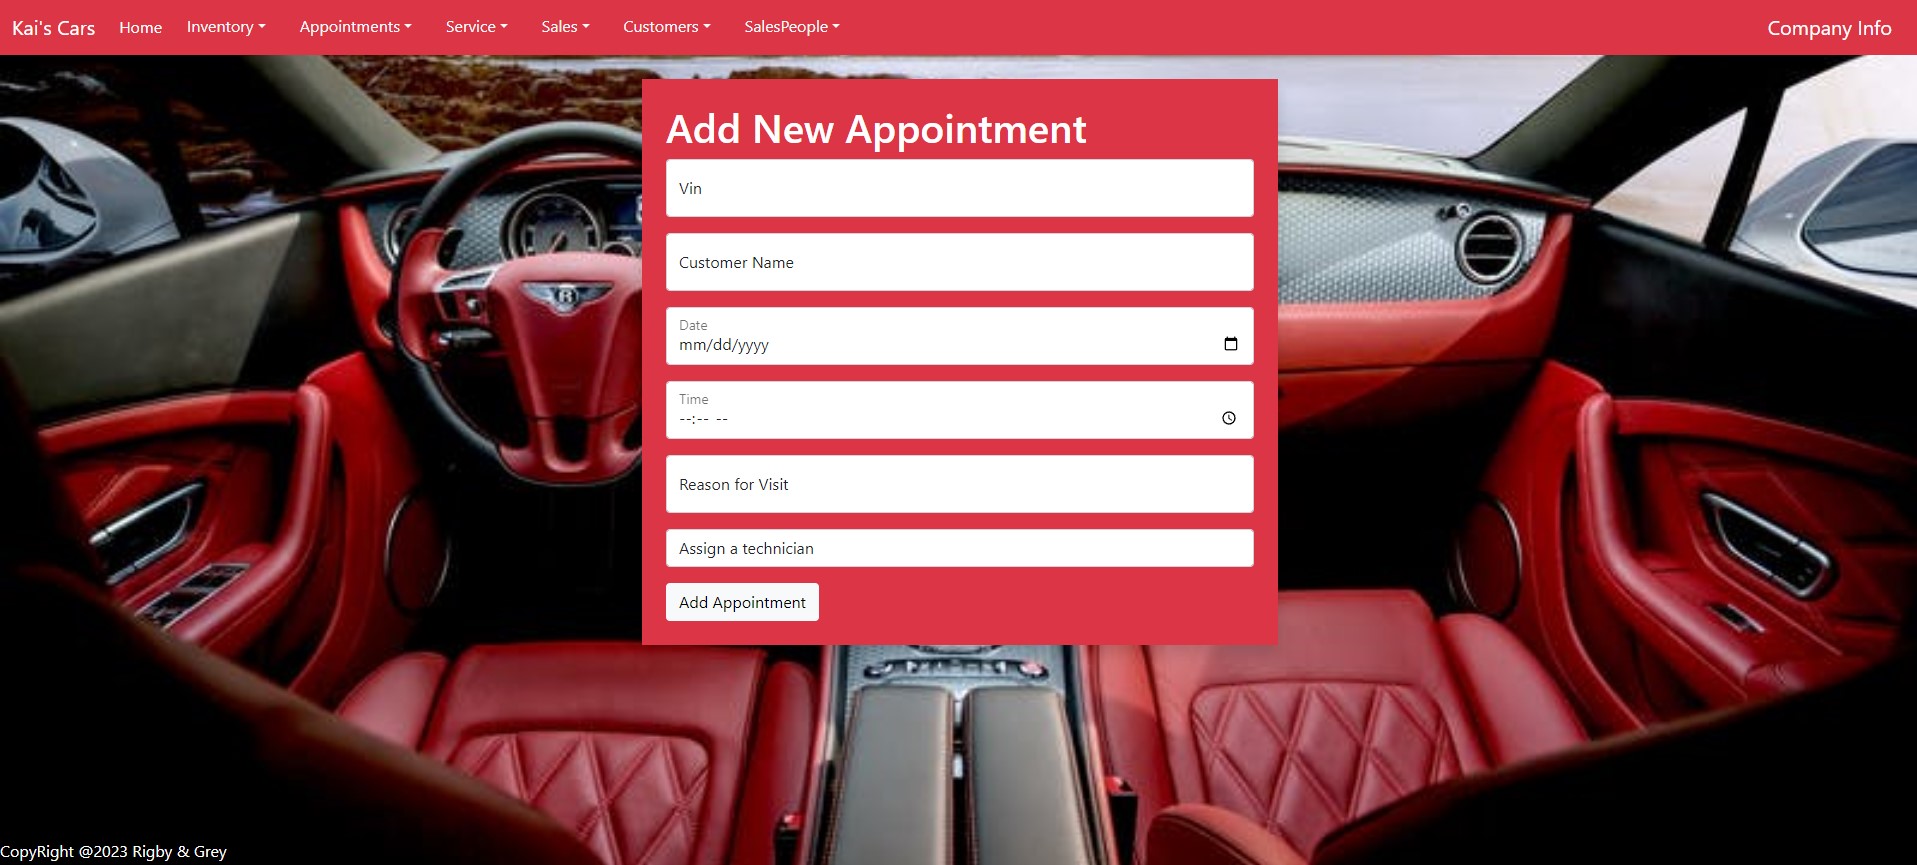 Kai's Cars Home Inventory Appointments Service Sales Customers SalesPeople Company Info
Add New Appointment
Vin
Customer Name
Date
mm/dd/yyyy
Time
--:-- --
Reason for Visit
Assign a technician
Add Appointment
B
CopyRight @2023 Rigby & Grey